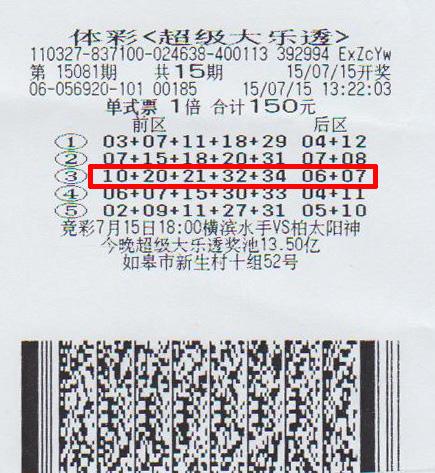 体彩<超级大乐透>
110327-837100-024638-400113 392994 ExZcYw
第 15081期 共15期 15/07/15开奖
06-056920-101 00185 15/07/15 13:22:03
单式票 1倍 合计150元
前区 后区
① 03+07+11+18+29 04+12
② 07+15+18+20+31 07+08
③ 10+20+21+32+34 06+07
④ 06+07+15+30+33 04+11
⑤ 02+09+11+27+31 05+10
竞彩7月15日18:00横滨水手VS柏太阳神
今晚超级大乐透奖池13.50亿
如皋市新生村十组52号